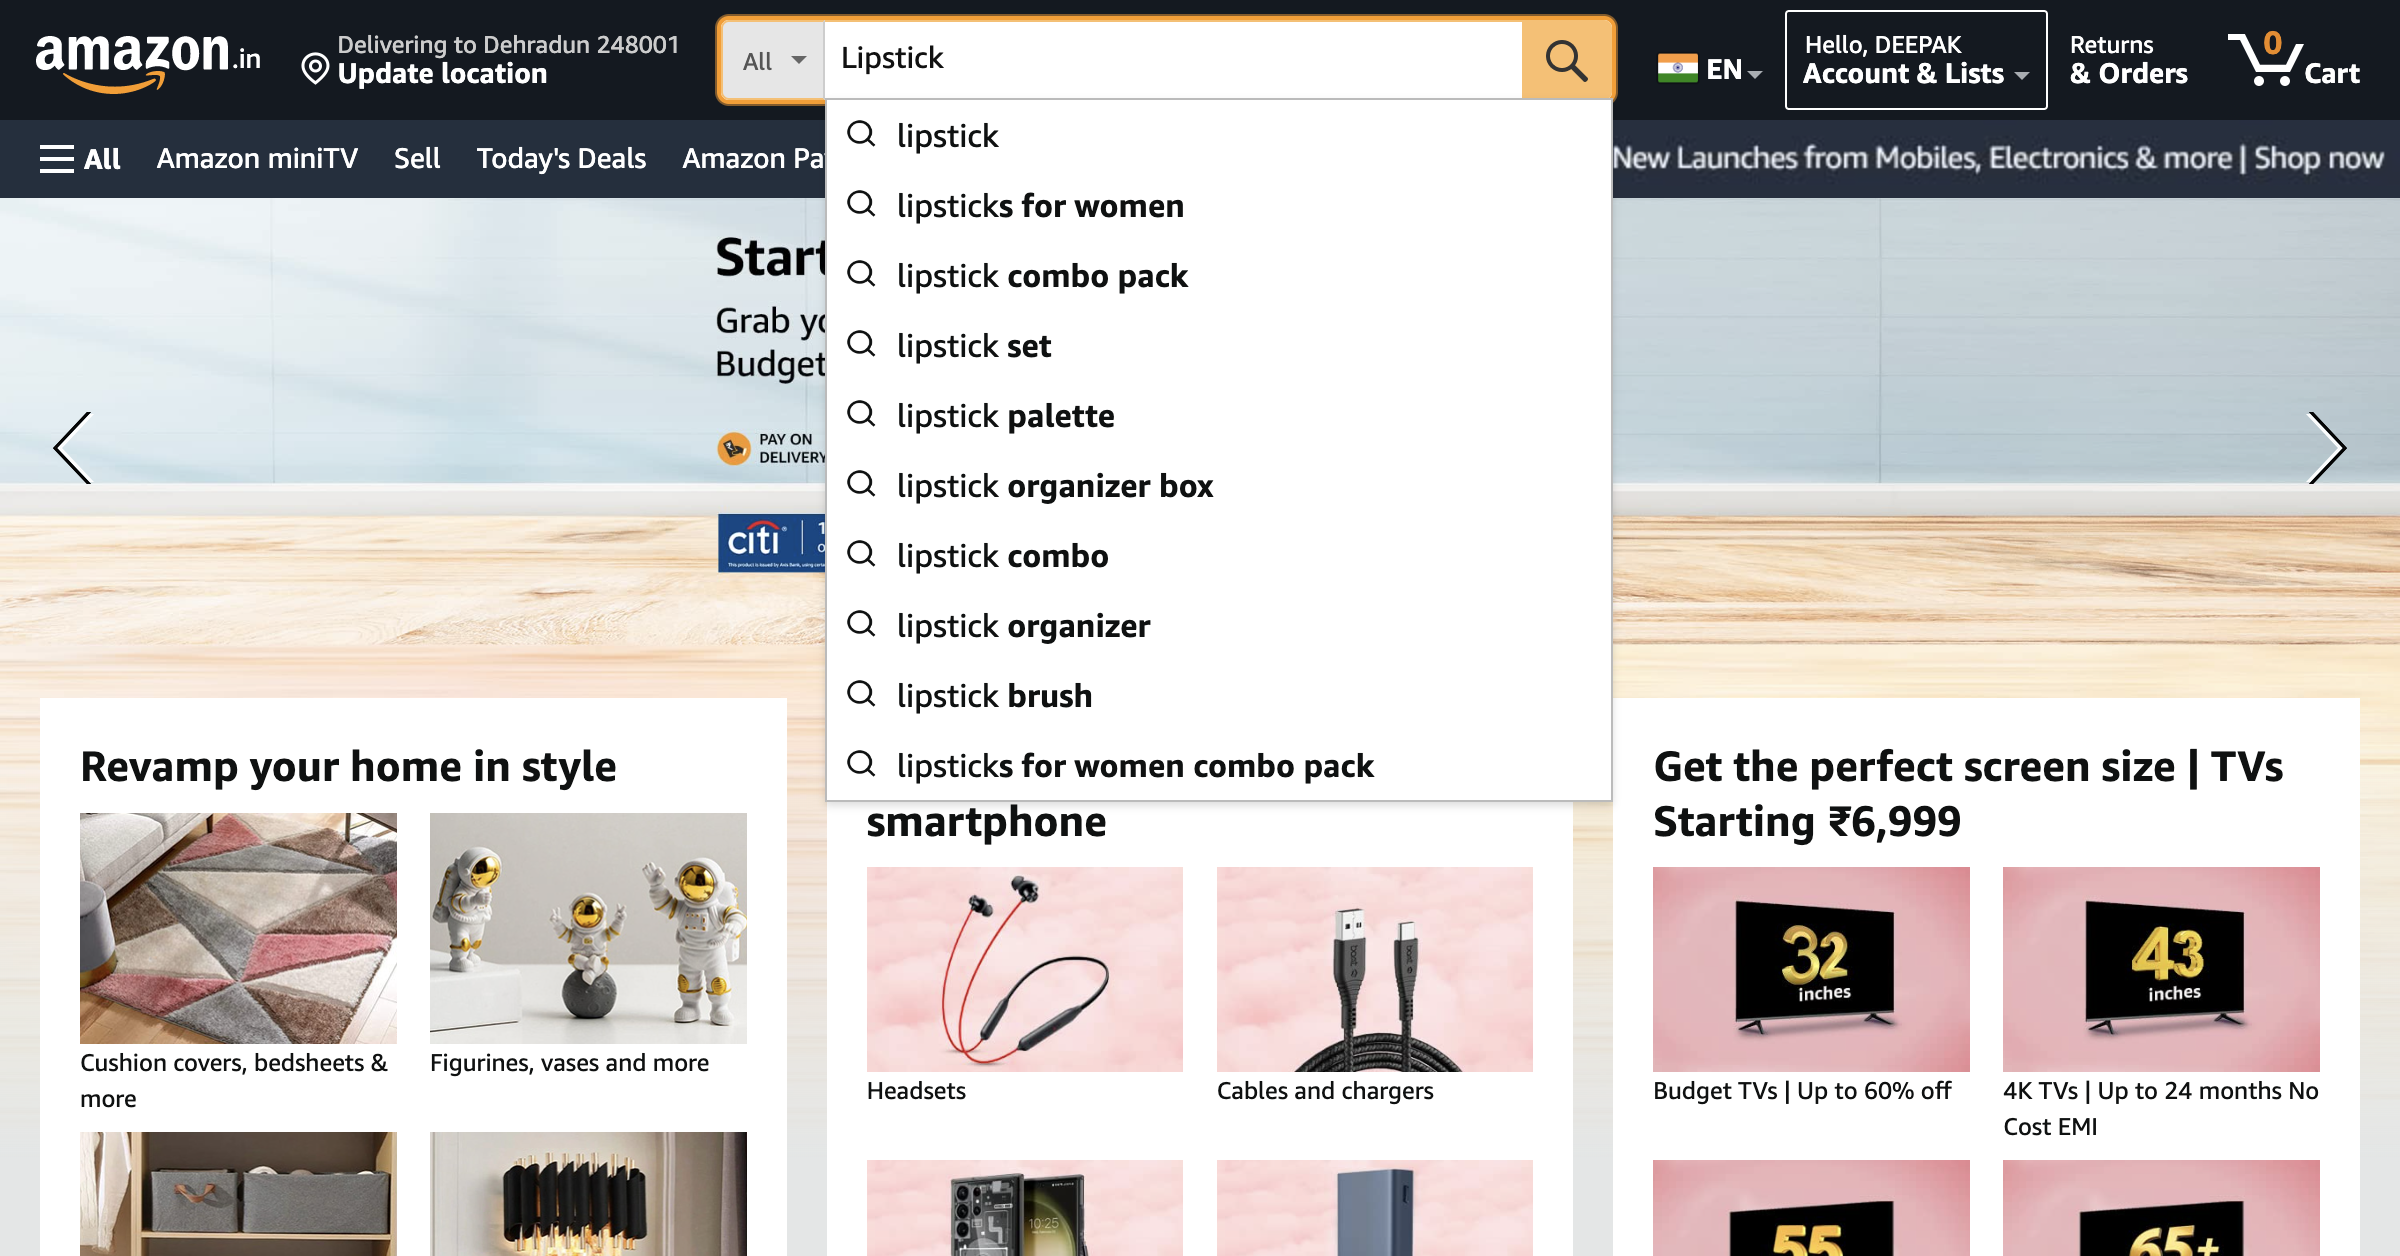 amazon.in
Delivering to Dehradun 248001
Update location
All
Lipstick
EN
Hello, DEEPAK
Account & Lists
Returns
& Orders
0
Cart
All
Amazon miniTV
Sell
Today's Deals
Amazon Pa
New Launches from Mobiles, Electronics & more | Shop now
lipstick
lipsticks for women
lipstick combo pack
lipstick set
lipstick palette
lipstick organizer box
lipstick combo
lipstick organizer
lipstick brush
lipsticks for women combo pack
Start
Grab yo
Budget
PAY ON
DELIVERY
citi
Revamp your home in style
Cushion covers, bedsheets &
more
Figurines, vases and more
smartphone
Headsets
boAt
boAt
Cables and chargers
10:25
Get the perfect screen size | TVs
Starting ₹6,999
32
inches
43
inches
Budget TVs | Up to 60% off
4K TVs | Up to 24 months No
Cost EMI
55
65+